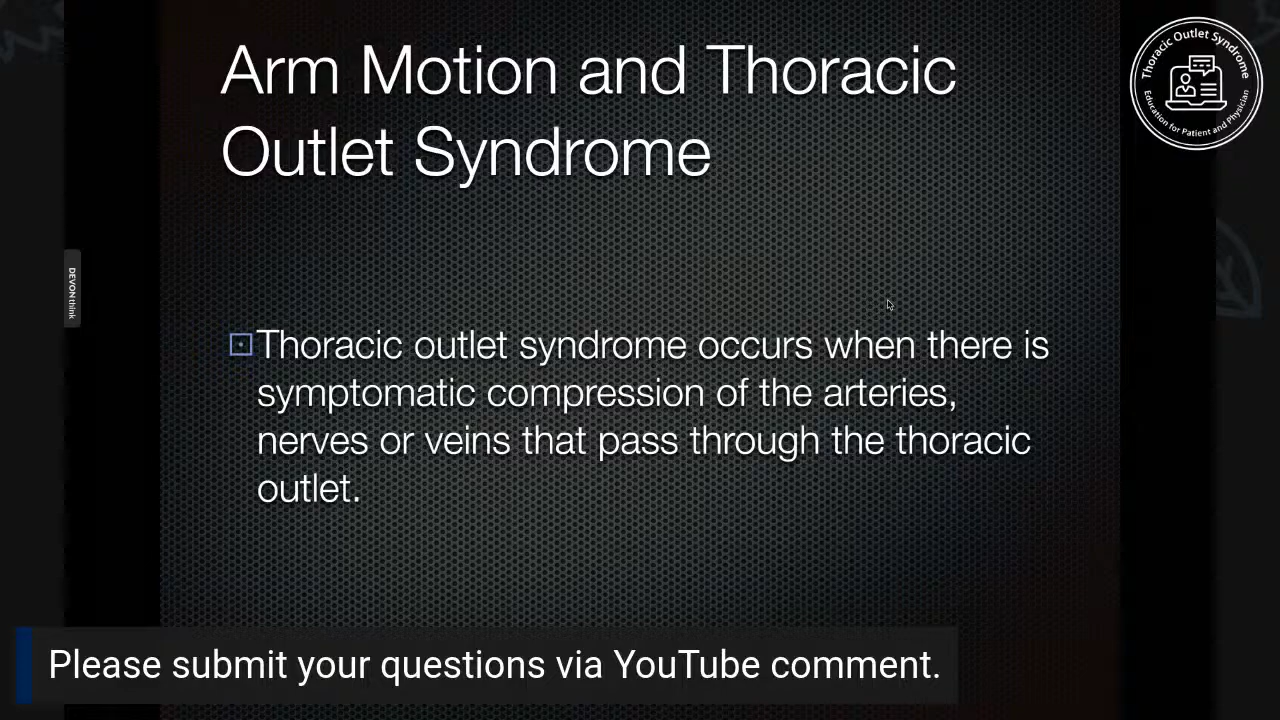 Arm Motion and Thoracic
Outlet Syndrome
Thoracic Outlet Syndrome
Education for Patient and Physician
DEVONthink
Thoracic outlet syndrome occurs when there is
symptomatic compression of the arteries,
nerves or veins that pass through the thoracic
outlet.
Please submit your questions via YouTube comment.